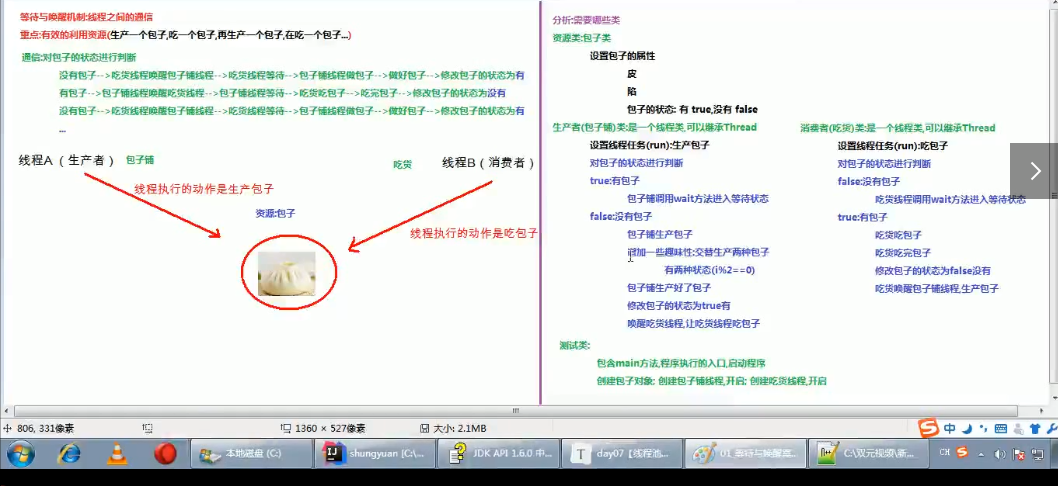 等待与唤醒机制:线程之间的通信
重点:有效的利用资源(生产一个包子,吃一个包子,再生产一个包子,在吃一个包子...)
通信:对包子的状态进行判断
没有包子-->吃货线程唤醒包子铺线程-->吃货线程等待-->包子铺线程做包子-->做好包子-->修改包子的状态为有
有包子-->包子铺线程唤醒吃货线程-->包子铺线程等待-->吃货吃包子-->吃完包子-->修改包子的状态为没有
没有包子-->吃货线程唤醒包子铺线程-->吃货线程等待-->包子铺线程做包子-->做好包子-->修改包子的状态为有
...
线程A（生产者） 包子铺
吃货 线程B（消费者）
线程执行的动作是生产包子
资源:包子
线程执行的动作是吃包子
分析:需要哪些类
资源类:包子类
设置包子的属性
皮
陷
包子的状态: 有 true,没有 false
生产者(包子铺)类:是一个线程类,可以继承Thread
设置线程任务(run):生产包子
对包子的状态进行判断
true:有包子
包子铺调用wait方法进入等待状态
false:没有包子
包子铺生产包子
增加一些趣味性:交替生产两种包子
有两种状态(i%2==0)
包子铺生产好了包子
修改包子的状态为true有
唤醒吃货线程,让吃货线程吃包子
消费者(吃货)类:是一个线程类,可以继承Thread
设置线程任务(run):吃包子
对包子的状态进行判断
false:没有包子
吃货线程调用wait方法进入等待状态
true:有包子
吃货吃包子
吃货吃完包子
修改包子的状态为false没有
吃货唤醒包子铺线程,生产包子
测试类:
包含main方法,程序执行的入口,启动程序
创建包子对象; 创建包子铺线程,开启; 创建吃货线程,开启
806, 331像素
1360 × 527像素
大小: 2.1MB
中
本地磁盘 (C:)
shungyuan [C:\...
JDK API 1.6.0 中...
day07【线程池...
01_等待与唤醒案...
C:\双元视频\新...
CH